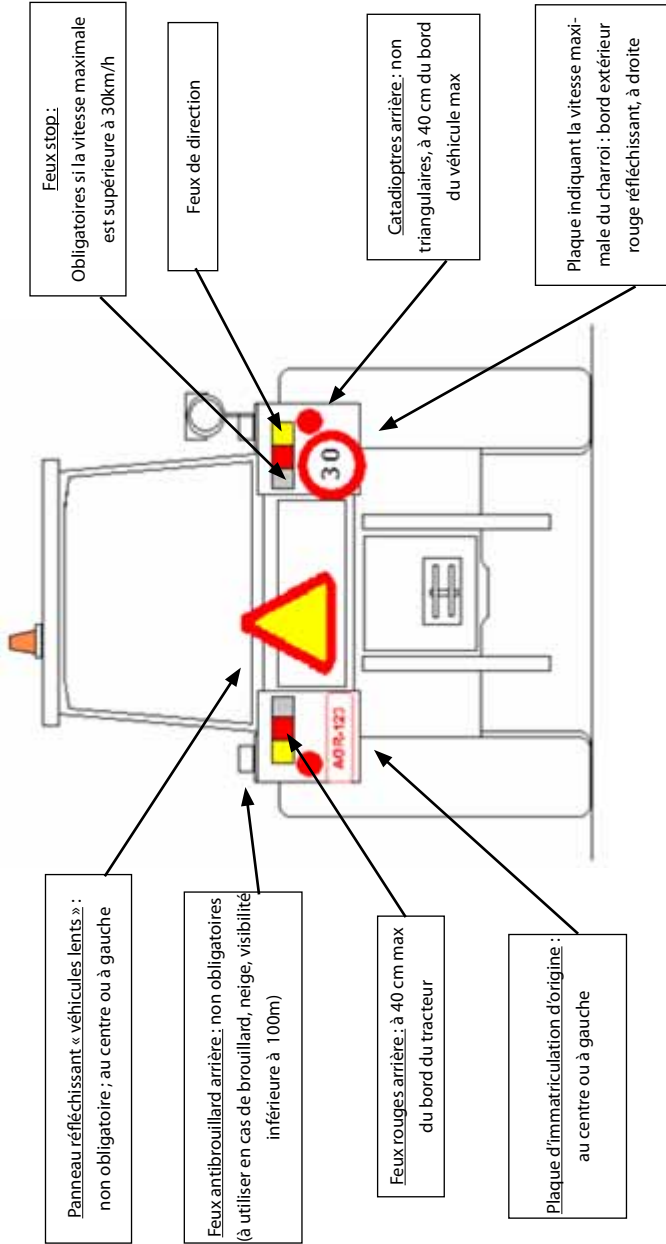 Panneau réfléchissant « véhicules lents » :
non obligatoire ; au centre ou à gauche
Feux antibrouillard arrière : non obligatoires
(à utiliser en cas de brouillard, neige, visibilité
inférieure à 100m)
Feux rouges arrière : à 40 cm max
du bord du tracteur
Plaque d'immatriculation d'origine :
au centre ou à gauche
Feux stop :
Obligatoires si la vitesse maximale
est supérieure à 30km/h
Feux de direction
Catadioptres arrière : non
triangulaires, à 40 cm du bord
du véhicule max
Plaque indiquant la vitesse maxi-
male du charroi : bord extérieur
rouge réfléchissant, à droite
AGR-123
30